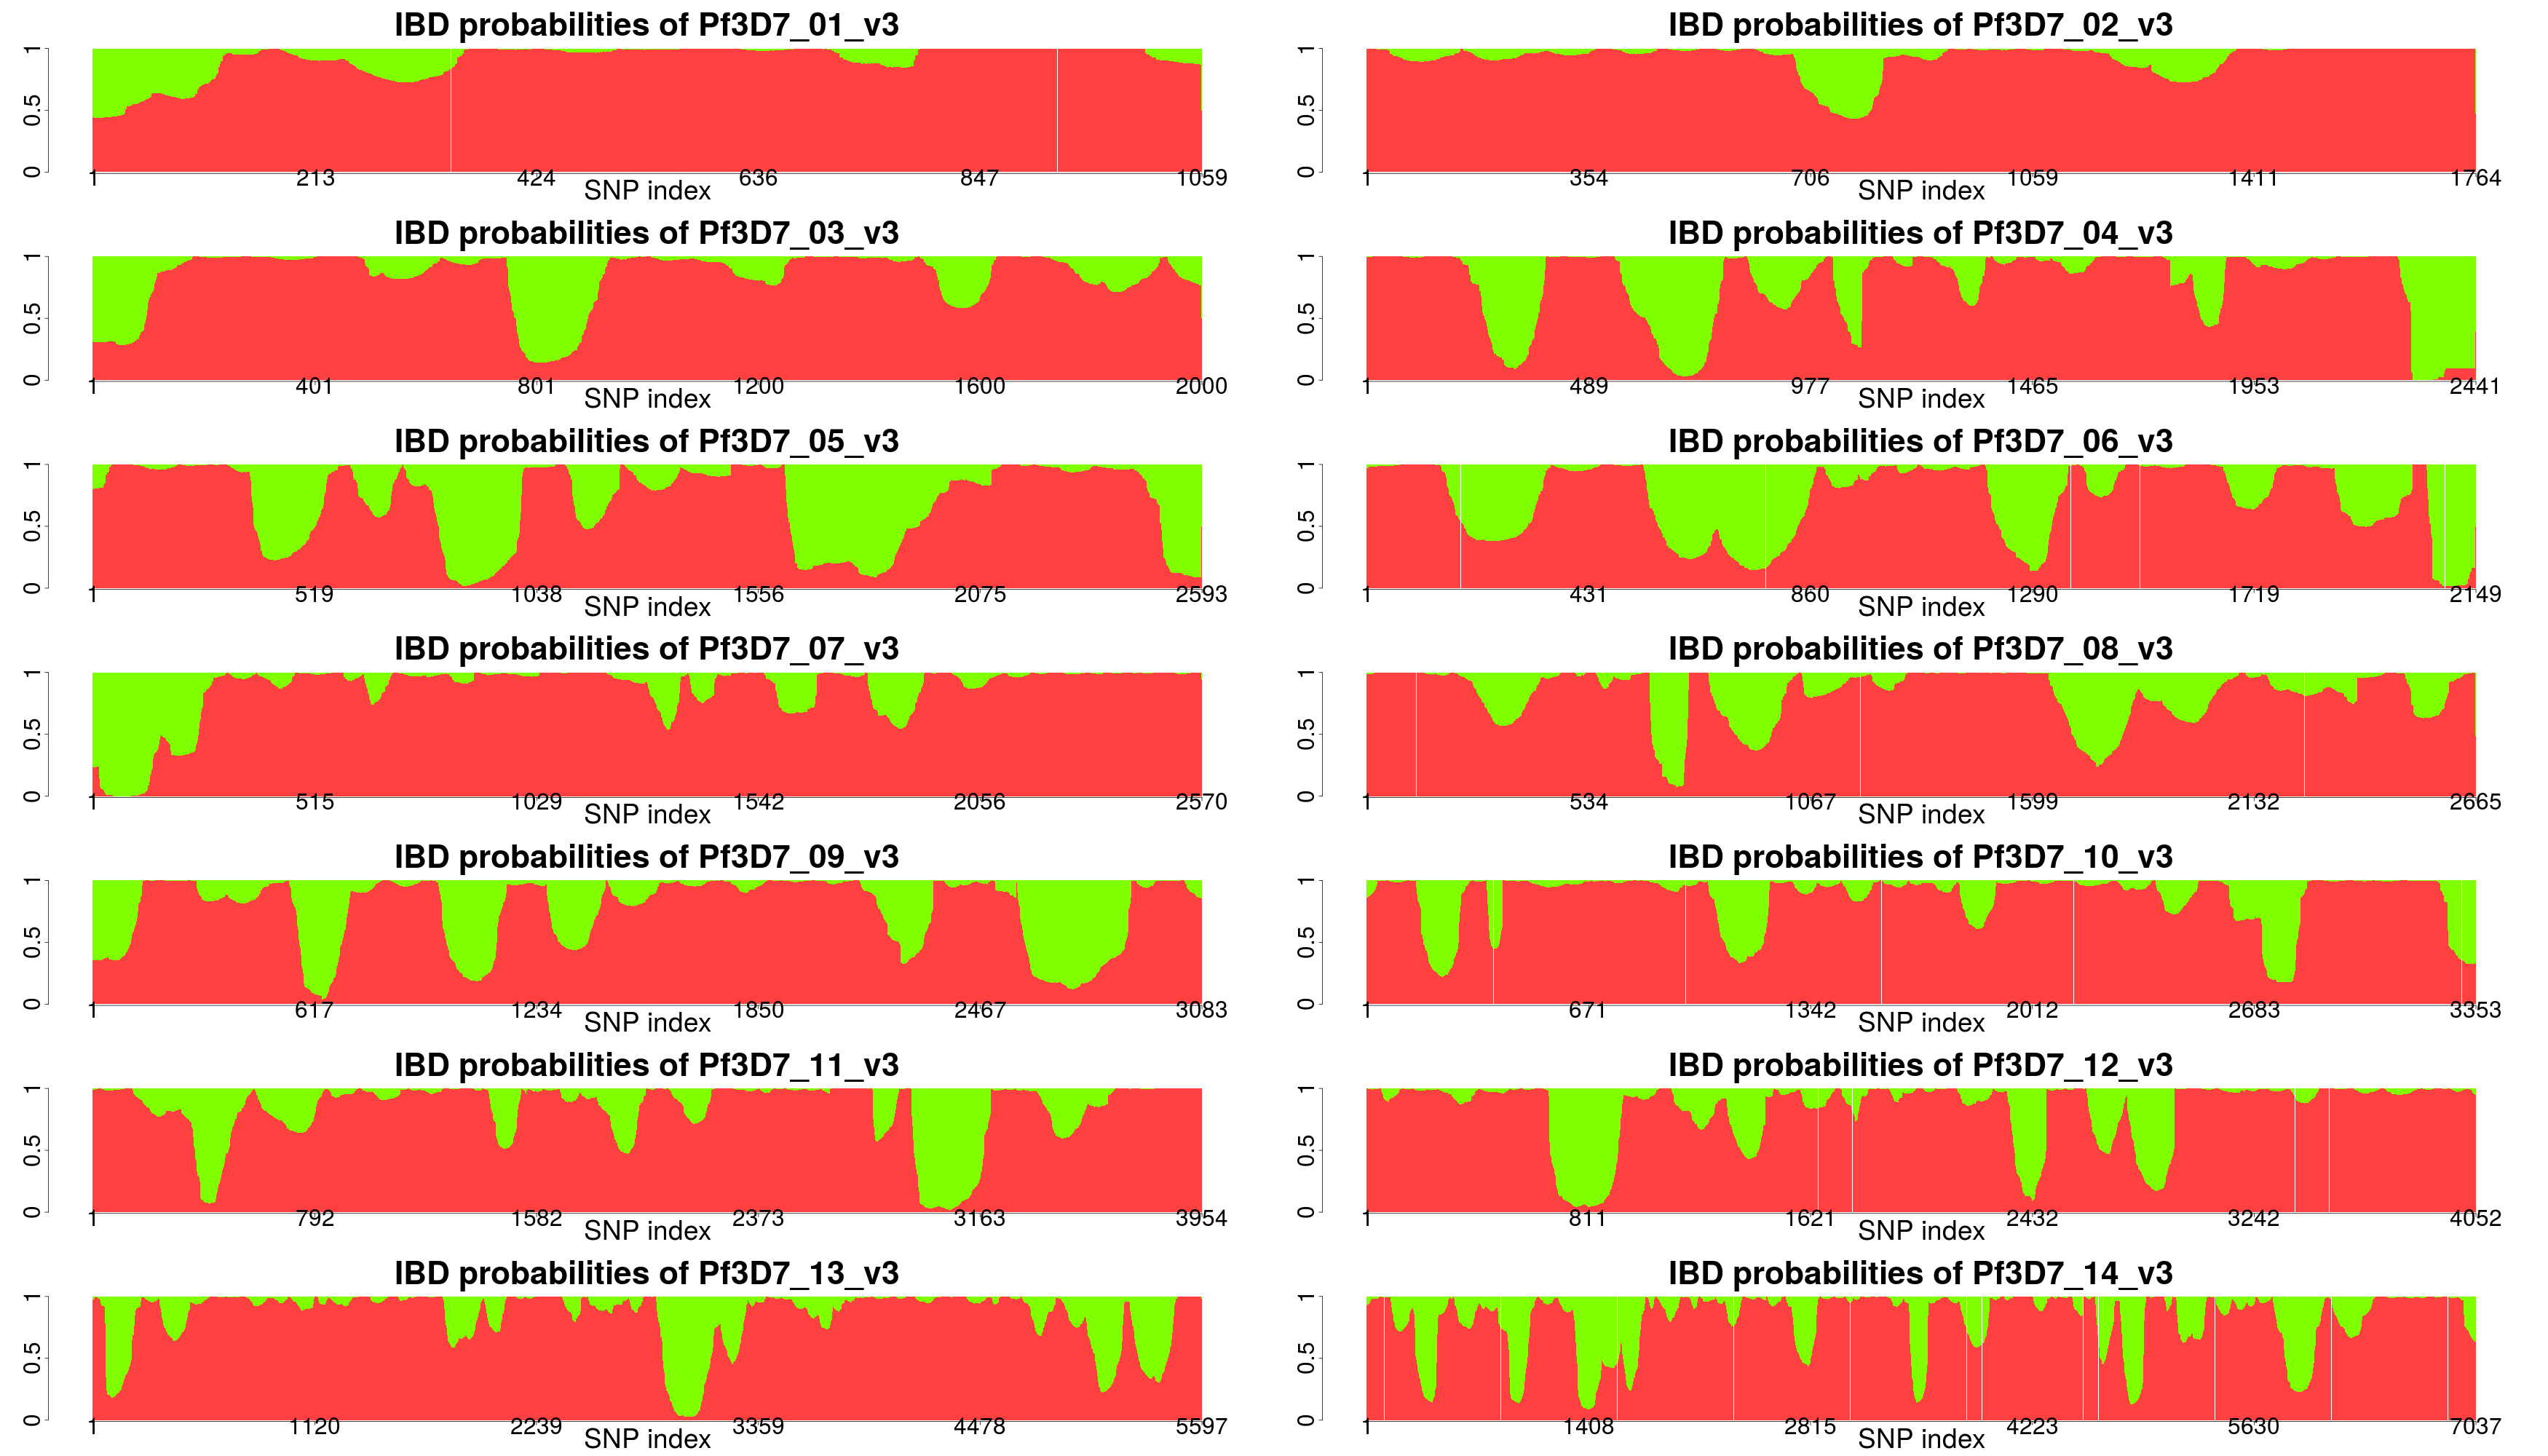 IBD probabilities of Pf3D7_01_v3
0 0.5 1
1 213 424 636 847 1059
SNP index
IBD probabilities of Pf3D7_02_v3
0 0.5 1
1 354 706 1059 1411 1764
SNP index
IBD probabilities of Pf3D7_03_v3
0 0.5 1
1 401 801 1200 1600 2000
SNP index
IBD probabilities of Pf3D7_04_v3
0 0.5 1
1 489 977 1465 1953 2441
SNP index
IBD probabilities of Pf3D7_05_v3
0 0.5 1
1 519 1038 1556 2075 2593
SNP index
IBD probabilities of Pf3D7_06_v3
0 0.5 1
1 431 860 1290 1719 2149
SNP index
IBD probabilities of Pf3D7_07_v3
0 0.5 1
1 515 1029 1542 2056 2570
SNP index
IBD probabilities of Pf3D7_08_v3
0 0.5 1
1 534 1067 1599 2132 2665
SNP index
IBD probabilities of Pf3D7_09_v3
0 0.5 1
1 617 1234 1850 2467 3083
SNP index
IBD probabilities of Pf3D7_10_v3
0 0.5 1
1 671 1342 2012 2683 3353
SNP index
IBD probabilities of Pf3D7_11_v3
0 0.5 1
1 792 1582 2373 3163 3954
SNP index
IBD probabilities of Pf3D7_12_v3
0 0.5 1
1 811 1621 2432 3242 4052
SNP index
IBD probabilities of Pf3D7_13_v3
0 0.5 1
1 1120 2239 3359 4478 5597
SNP index
IBD probabilities of Pf3D7_14_v3
0 0.5 1
1 1408 2815 4223 5630 7037
SNP index